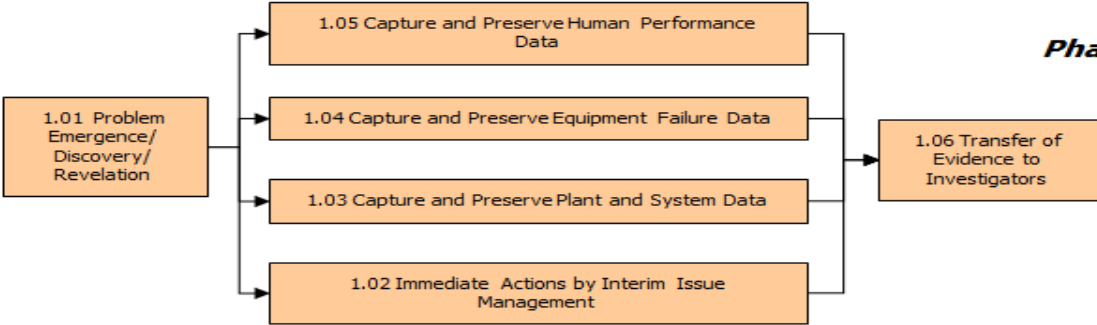 1.05 Capture and Preserve Human Performance
Data
Pha
1.01 Problem
Emergence/
Discovery/
Revelation
1.04 Capture and Preserve Equipment Failure Data
1.06 Transfer of
Evidence to
Investigators
1.03 Capture and Preserve Plant and System Data
1.02 Immediate Actions by Interim Issue
Management